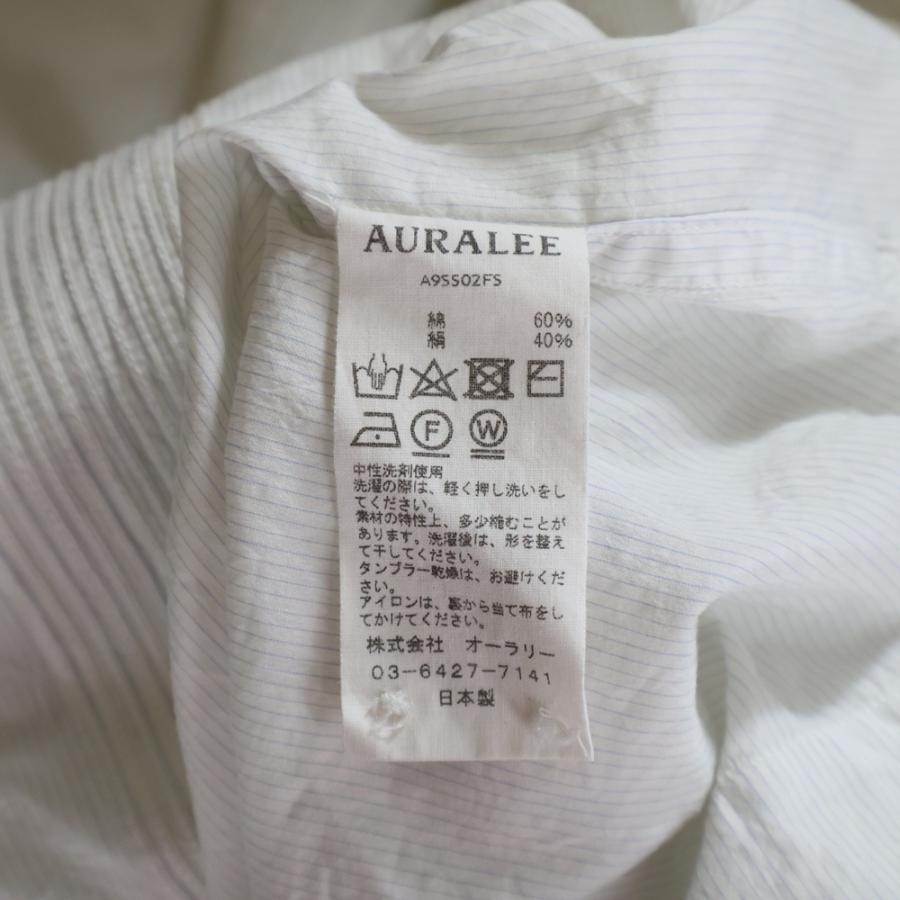 AURALEE
A9SS02FS
綿 60%
絹 40%
F W
中性洗剤使用
洗濯の際は、軽く押し洗いをし
てください。
素材の特性上、多少縮むことが
あります。洗濯後は、形を整え
て干してください。
タンブラー乾燥は、お避けくだ
さい。
アイロンは、裏から当て布をし
てかけてください。
株式会社 オーラリー
03-6427-7141
日本製